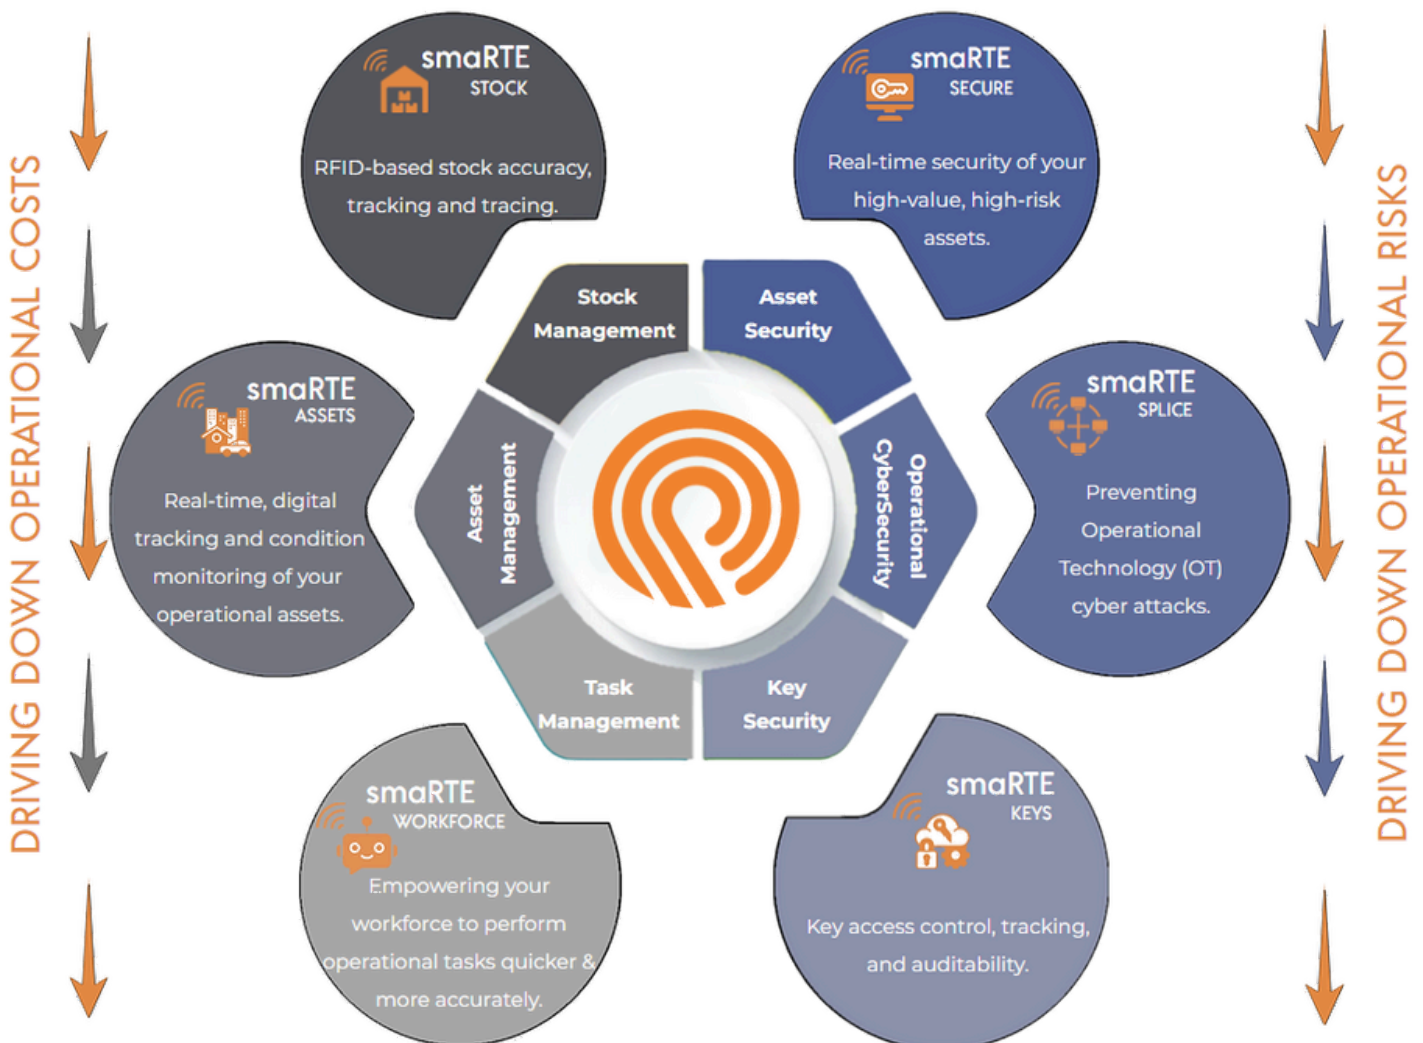 DRIVING DOWN OPERATIONAL COSTS
smaRTE
STOCK
RFID-based stock accuracy,
tracking and tracing.
smaRTE
SECURE
Real-time security of your
high-value, high-risk
assets.
Stock
Management
Asset
Security
smaRTE
ASSETS
Real-time, digital
tracking and condition
monitoring of your
operational assets.
Asset
Management
Operational
CyberSecurity
smaRTE
SPLICE
Preventing
Operational
Technology (OT)
cyber attacks.
Task
Management
Key
Security
smaRTE
WORKFORCE
Empowering your
workforce to perform
operational tasks quicker &
more accurately.
smaRTE
KEYS
Key access control, tracking,
and auditability.
DRIVING DOWN OPERATIONAL RISKS